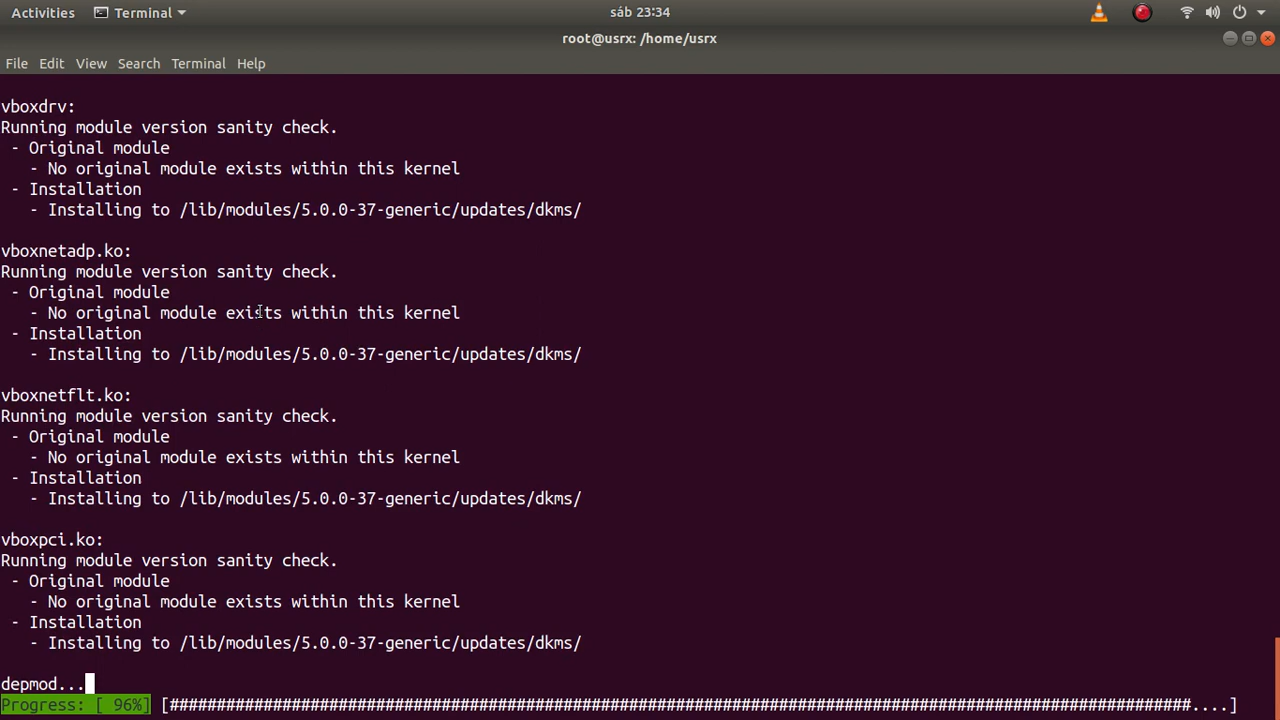 Activities Terminal sáb 23:34
root@usrx: /home/usrx
File Edit View Search Terminal Help
vboxdrv:
Running module version sanity check.
- Original module
- No original module exists within this kernel
- Installation
- Installing to /lib/modules/5.0.0-37-generic/updates/dkms/
vboxnetadp.ko:
Running module version sanity check.
- Original module
- No original module exists within this kernel
- Installation
- Installing to /lib/modules/5.0.0-37-generic/updates/dkms/
vboxnetflt.ko:
Running module version sanity check.
- Original module
- No original module exists within this kernel
- Installation
- Installing to /lib/modules/5.0.0-37-generic/updates/dkms/
vboxpci.ko:
Running module version sanity check.
- Original module
- No original module exists within this kernel
- Installation
- Installing to /lib/modules/5.0.0-37-generic/updates/dkms/
depmod...
Progress: [ 96%] [#############################################################################################################....]